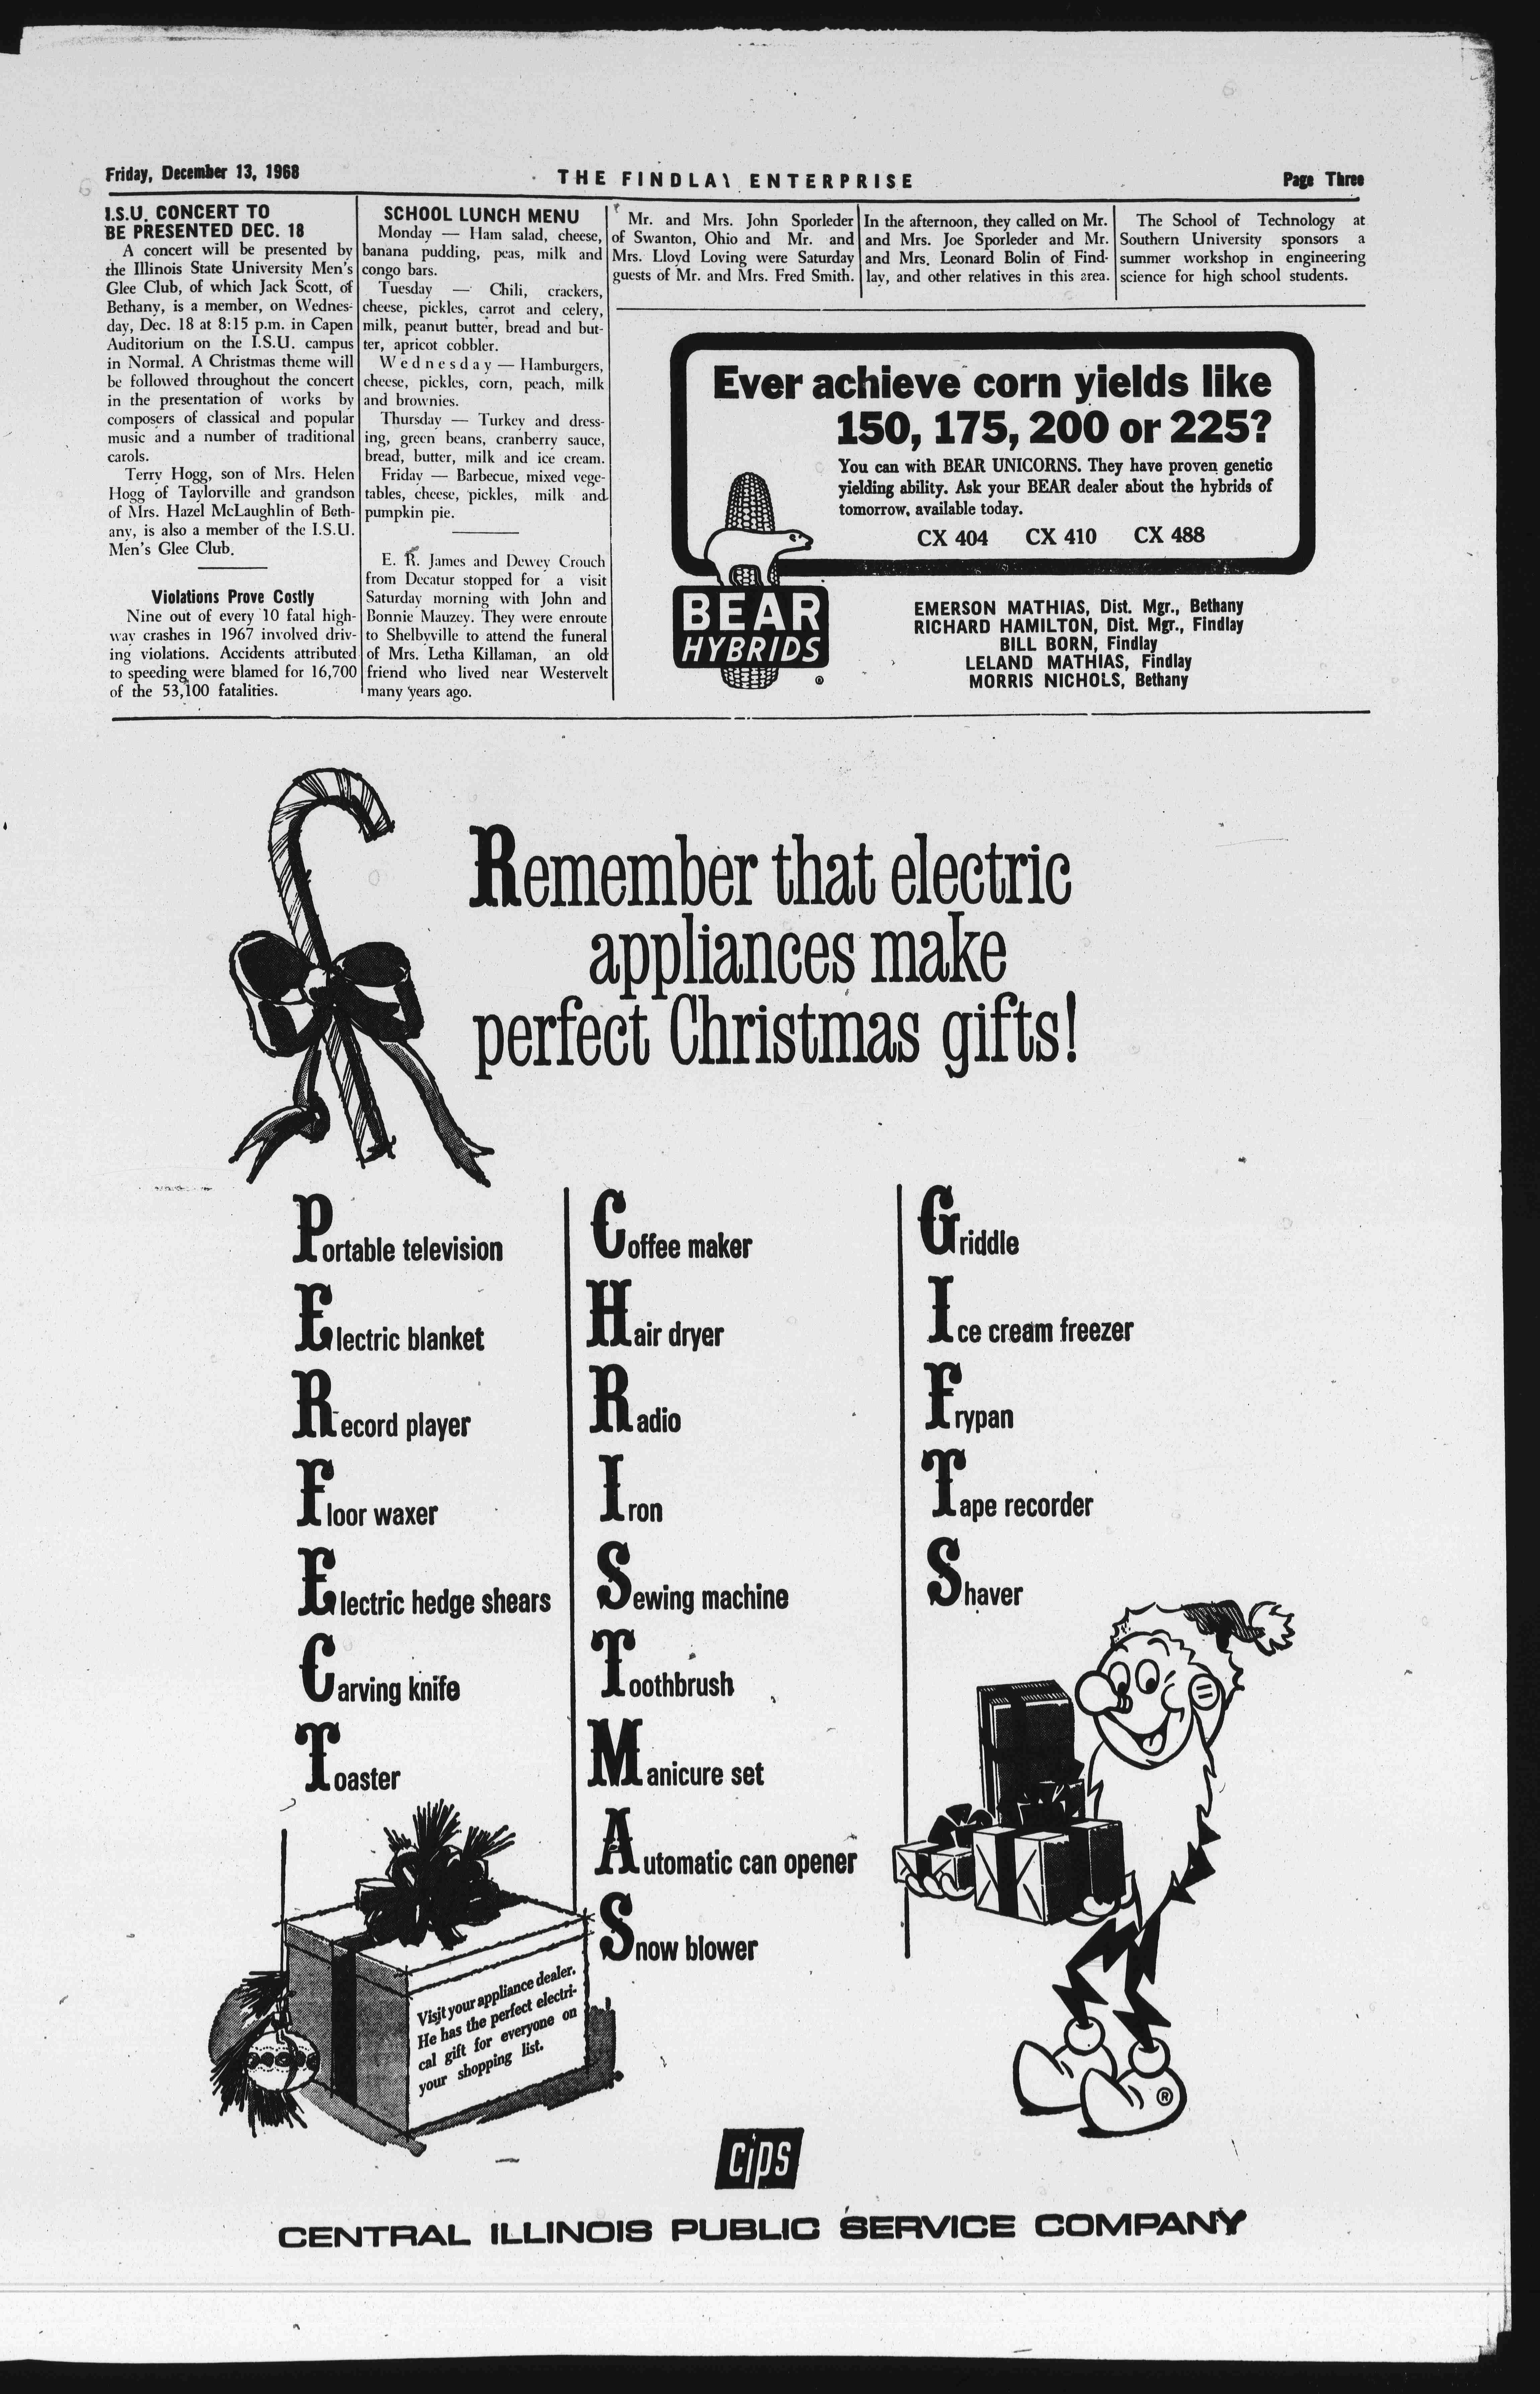 Friday, December 13, 1968
THE FINDLAY ENTERPRISE
Page Three
I.S.U. CONCERT TO
BE PRESENTED DEC. 18
A concert will be presented by
the Illinois State University Men's
Glee Club, of which Jack Scott, of
Bethany, is a member, on Wednes-
day, Dec. 18 at 8:15 p.m. in Capen
Auditorium on the I.S.U. campus
in Normal. A Christmas theme will
be followed throughout the concert
in the presentation of works by
composers of classical and popular
music and a number of traditional
carols.
Terry Hogg, son of Mrs. Helen
Hogg of Taylorville and grandson
of Mrs. Hazel McLaughlin of Beth-
any, is also a member of the I.S.U.
Men's Glee Club.
Violations Prove Costly
Nine out of every 10 fatal high-
way crashes in 1967 involved driv-
ing violations. Accidents attributed
to speeding were blamed for 16,700
of the 53,100 fatalities.
SCHOOL LUNCH MENU
Monday — Ham salad, cheese,
banana pudding, peas, milk and
congo bars.
Tuesday — Chili, crackers,
cheese, pickles, carrot and celery,
milk, peanut butter, bread and but-
ter, apricot cobbler.
Wednesday — Hamburgers,
cheese, pickles, corn, peach, milk
and brownies.
Thursday — Turkey and dress-
ing, green beans, cranberry sauce,
bread, butter, milk and ice cream.
Friday — Barbecue, mixed vege-
tables, cheese, pickles, milk and
pumpkin pie.
E. R. James and Dewey Crouch
from Decatur stopped for a visit
Saturday morning with John and
Bonnie Mauzey. They were enroute
to Shelbyville to attend the funeral
of Mrs. Letha Killaman, an old
friend who lived near Westervelt
many years ago.
Mr. and Mrs. John Sporleder
of Swanton, Ohio and Mr. and
Mrs. Lloyd Loving were Saturday
guests of Mr. and Mrs. Fred Smith.
In the afternoon, they called on Mr.
and Mrs. Joe Sporleder and Mr.
and Mrs. Leonard Bolin of Find-
lay, and other relatives in this area.
The School of Technology at
Southern University sponsors a
summer workshop in engineering
science for high school students.
Ever achieve corn yields like
150, 175, 200 or 225?
You can with BEAR UNICORNS. They have proven genetic
yielding ability. Ask your BEAR dealer about the hybrids of
tomorrow, available today.
CX 404 CX 410 CX 488
BEAR
HYBRIDS
®
EMERSON MATHIAS, Dist. Mgr., Bethany
RICHARD HAMILTON, Dist. Mgr., Findlay
BILL BORN, Findlay
LELAND MATHIAS, Findlay
MORRIS NICHOLS, Bethany
Remember that electric
appliances make
perfect Christmas gifts!
Portable television
Electric blanket
Record player
Floor waxer
Electric hedge shears
Carving knife
Toaster
Coffee maker
Hair dryer
Radio
Iron
Sewing machine
Toothbrush
Manicure set
Automatic can opener
Snow blower
Griddle
Ice cream freezer
Frypan
Tape recorder
Shaver
Visit your appliance dealer.
He has the perfect electri-
cal gift for everyone on
your shopping list.
®
cips
CENTRAL ILLINOIS PUBLIC SERVICE COMPANY